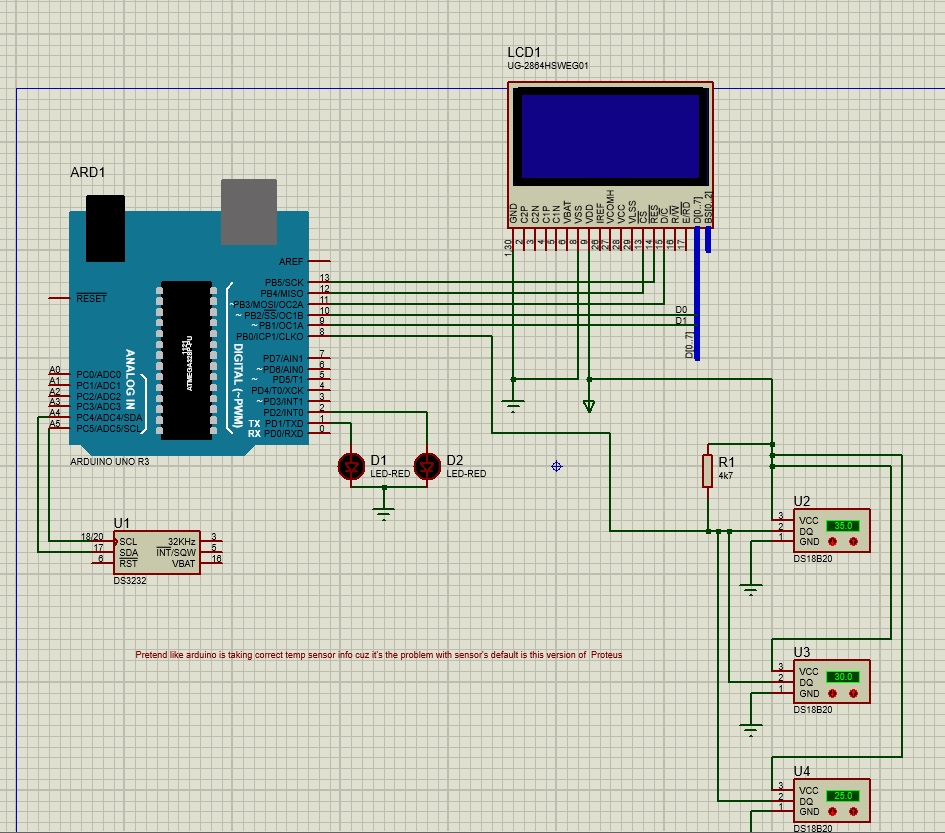 LCD1
UG-2864HSWEG01
GND
C2P
C2N
C1P
C1N
VBAT
VSS
VDD
IREF
VCOMH
VCC
VLSS
CS
RES
D/C
R/W
E/RD
D[0..7]
BS[0..2]
1,30
2
3
4
5
6
8
9
26
27
28
29
13
14
15
16
17
ARD1
AREF
RESET
PB5/SCK 13
PB4/MISO 12
~PB3/MOSI/OC2A 11
~ PB2/SS/OC1B 10
~ PB1/OC1A 9
PB0/ICP1/CLKO 8
D0
D1
D[0..7]
PD7/AIN1 7
~ PD6/AIN0 6
~ PD5/T1 5
PD4/T0/XCK 4
~ PD3/INT1 3
PD2/INT0 2
TX PD1/TXD 1
RX PD0/RXD 0
DIGITAL (~PWM)
ANALOG IN
A0 PC0/ADC0
A1 PC1/ADC1
A2 PC2/ADC2
A3 PC3/ADC3
A4 PC4/ADC4/SDA
A5 PC5/ADC5/SCL
ARDUINO UNO R3
D1
LED-RED
D2
LED-RED
R1
4k7
U1
18/20 SCL 32KHz 3
17 SDA INT/SQW 5
6 RST VBAT 16
DS3232
U2
3 VCC
2 DQ 35.0
1 GND
DS18B20
Pretend like arduino is taking correct temp sensor info cuz it's the problem with sensor's default is this version of Proteus
U3
3 VCC
2 DQ 30.0
1 GND
DS18B20
U4
3 VCC
2 DQ 25.0
1 GND
DS18B20